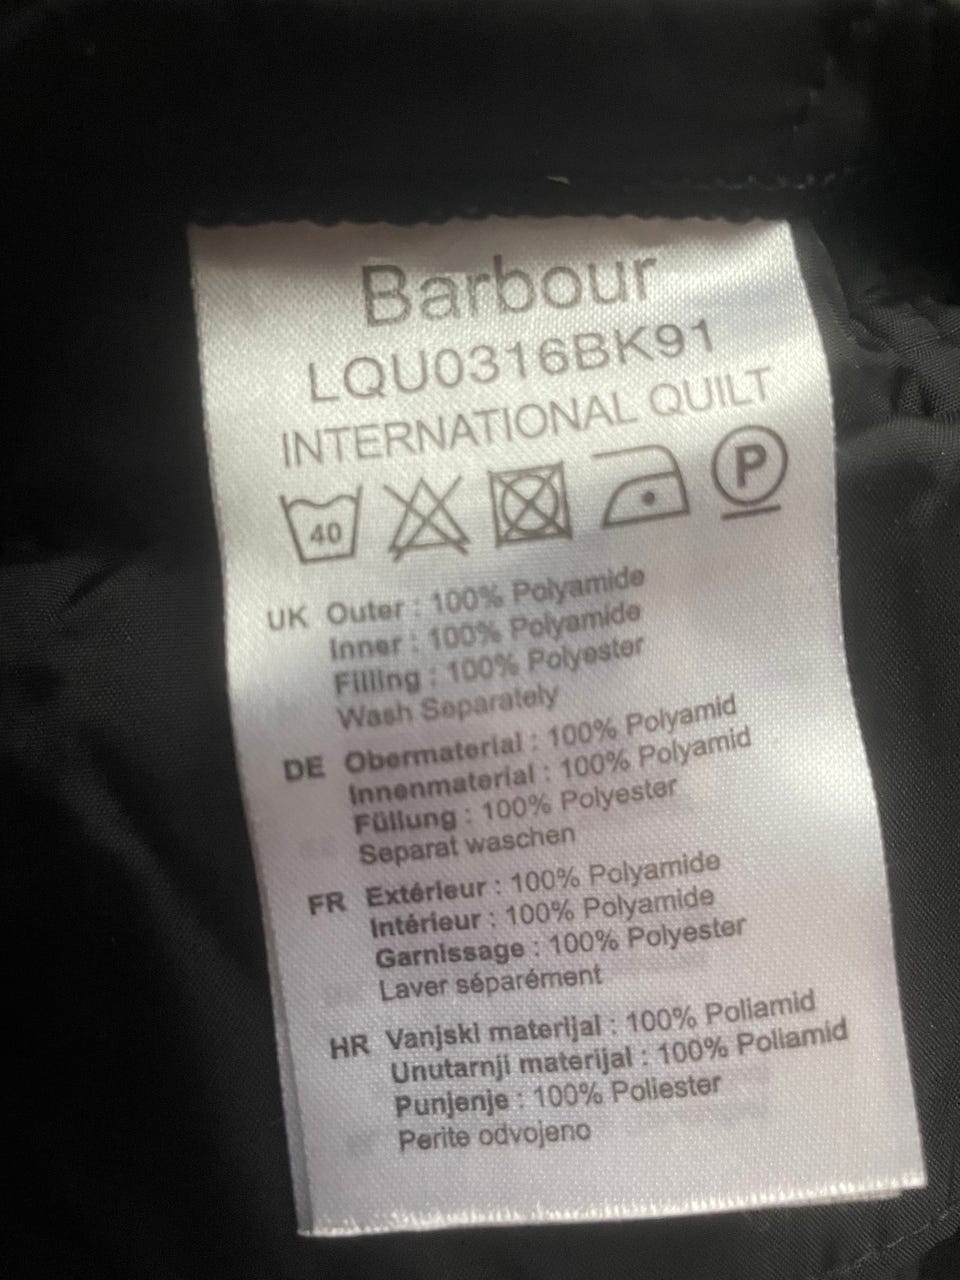 Barbour
LQU0316BK91
INTERNATIONAL QUILT
40 P
UK Outer : 100% Polyamide
Inner : 100% Polyamide
Filling : 100% Polyester
Wash Separately
DE Obermaterial : 100% Polyamid
Innenmaterial : 100% Polyamid
Füllung : 100% Polyester
Separat waschen
FR Extérieur : 100% Polyamide
Intérieur : 100% Polyamide
Garnissage : 100% Polyester
Laver séparément
HR Vanjski materijal : 100% Poliamid
Unutarnji materijal : 100% Poliamid
Punjenje : 100% Poliester
Perite odvojeno